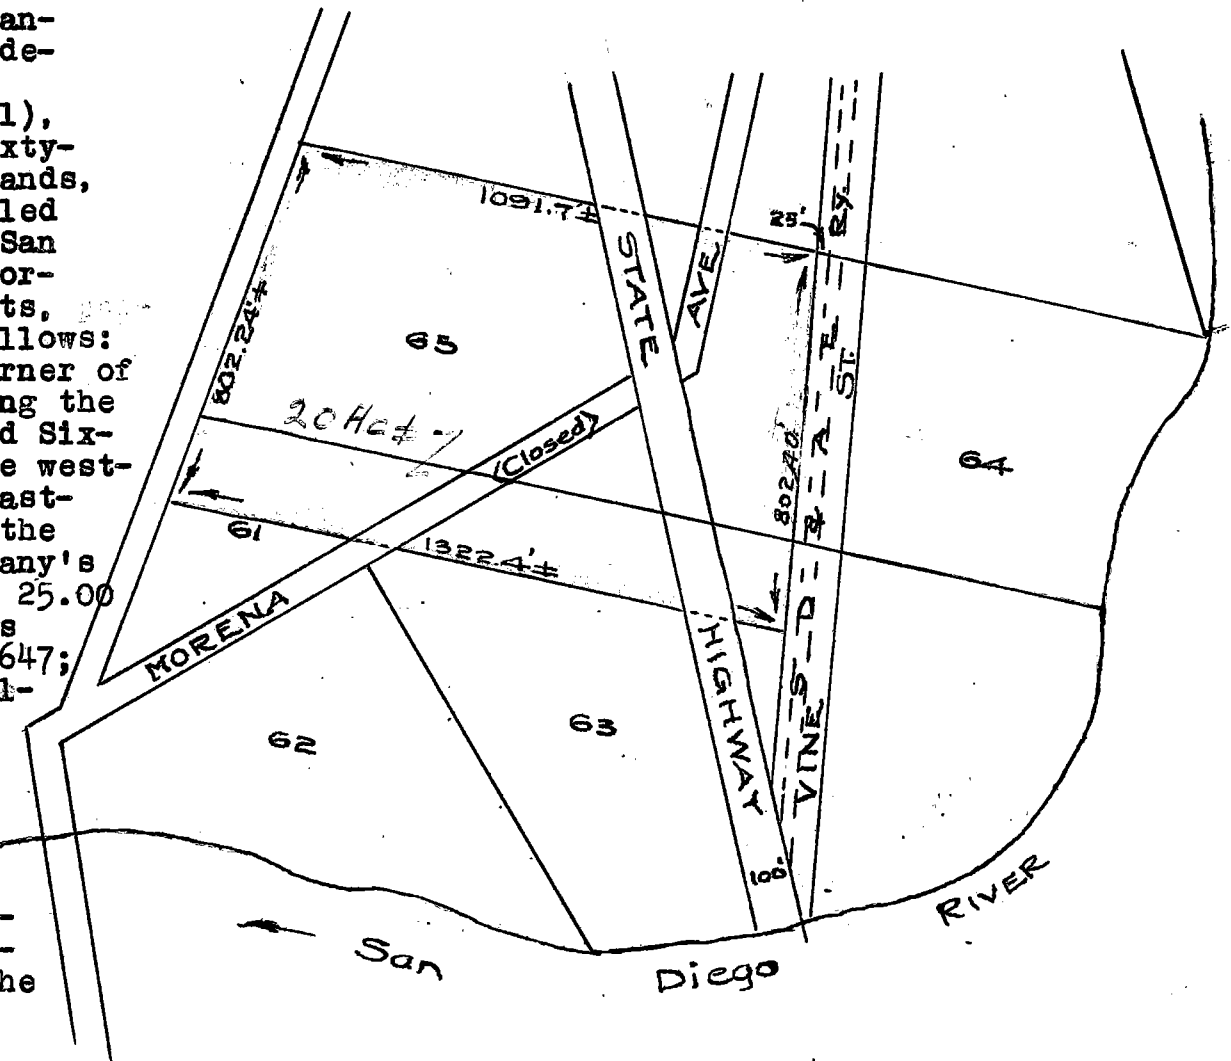 an-
de-
1),
xty-
ands,
led
San
or-
ts,
llows:
rner of
ng the
d Six-
e west-
ast-
the
any's
25.00
s
647;
l-
-
-
he
1091.7'±
25'
RY.
STATE
AVE
802.24'±
65
ST.
20 Ac±
(Closed)
802.40'
64
61
1322.4'±
S D & A E
MORENA
HIGHWAY
VINE
62
63
100'
RIVER
San
Diego